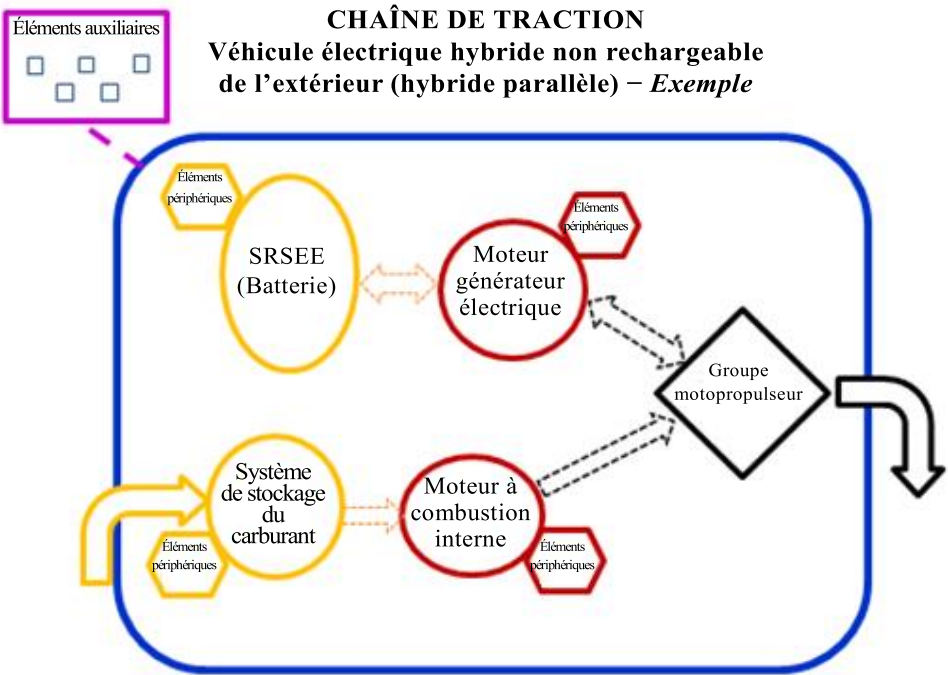 CHAÎNE DE TRACTION
Véhicule électrique hybride non rechargeable
de l’extérieur (hybride parallèle) − Exemple
Éléments auxiliaires
Éléments
périphériques
SRSEE
(Batterie)
Éléments
périphériques
Moteur
générateur
électrique
Groupe
motopropulseur
Système
de stockage
du
carburant
Éléments
périphériques
Moteur à
combustion
interne
Éléments
périphériques